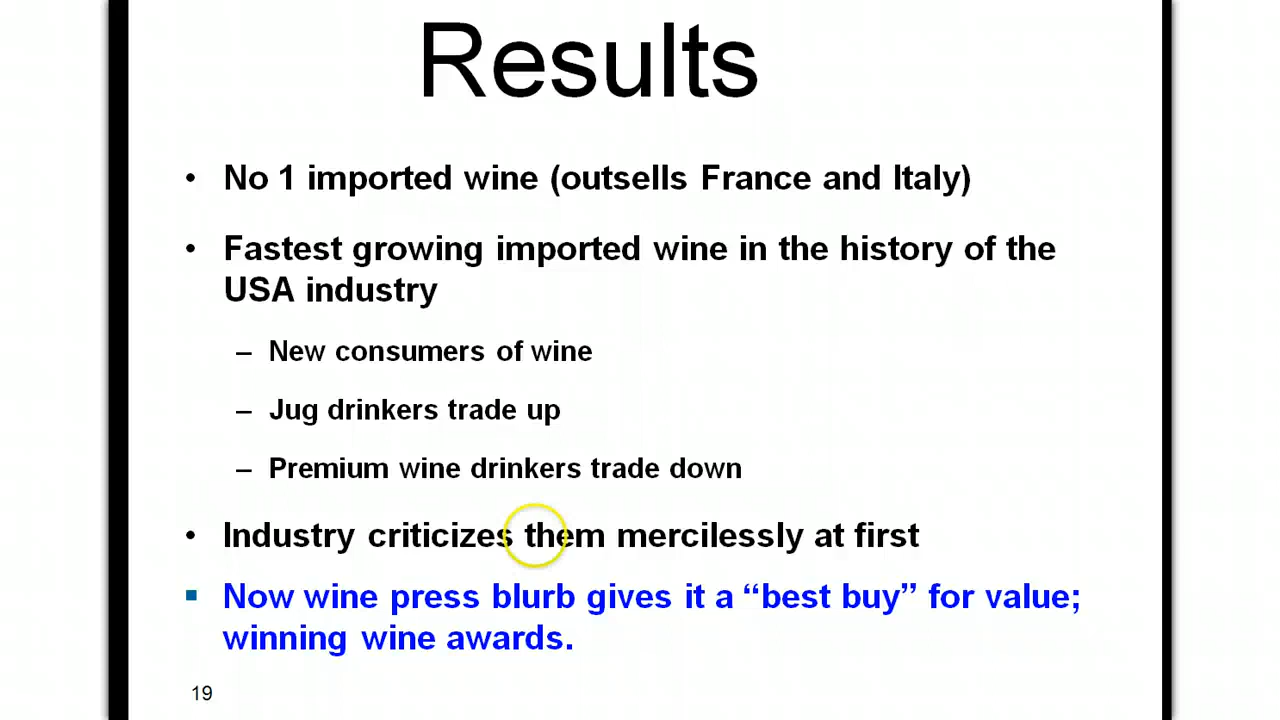 Results
• No 1 imported wine (outsells France and Italy)
• Fastest growing imported wine in the history of the
USA industry
– New consumers of wine
– Jug drinkers trade up
– Premium wine drinkers trade down
• Industry criticizes them mercilessly at first
▪ Now wine press blurb gives it a “best buy” for value;
winning wine awards.
19